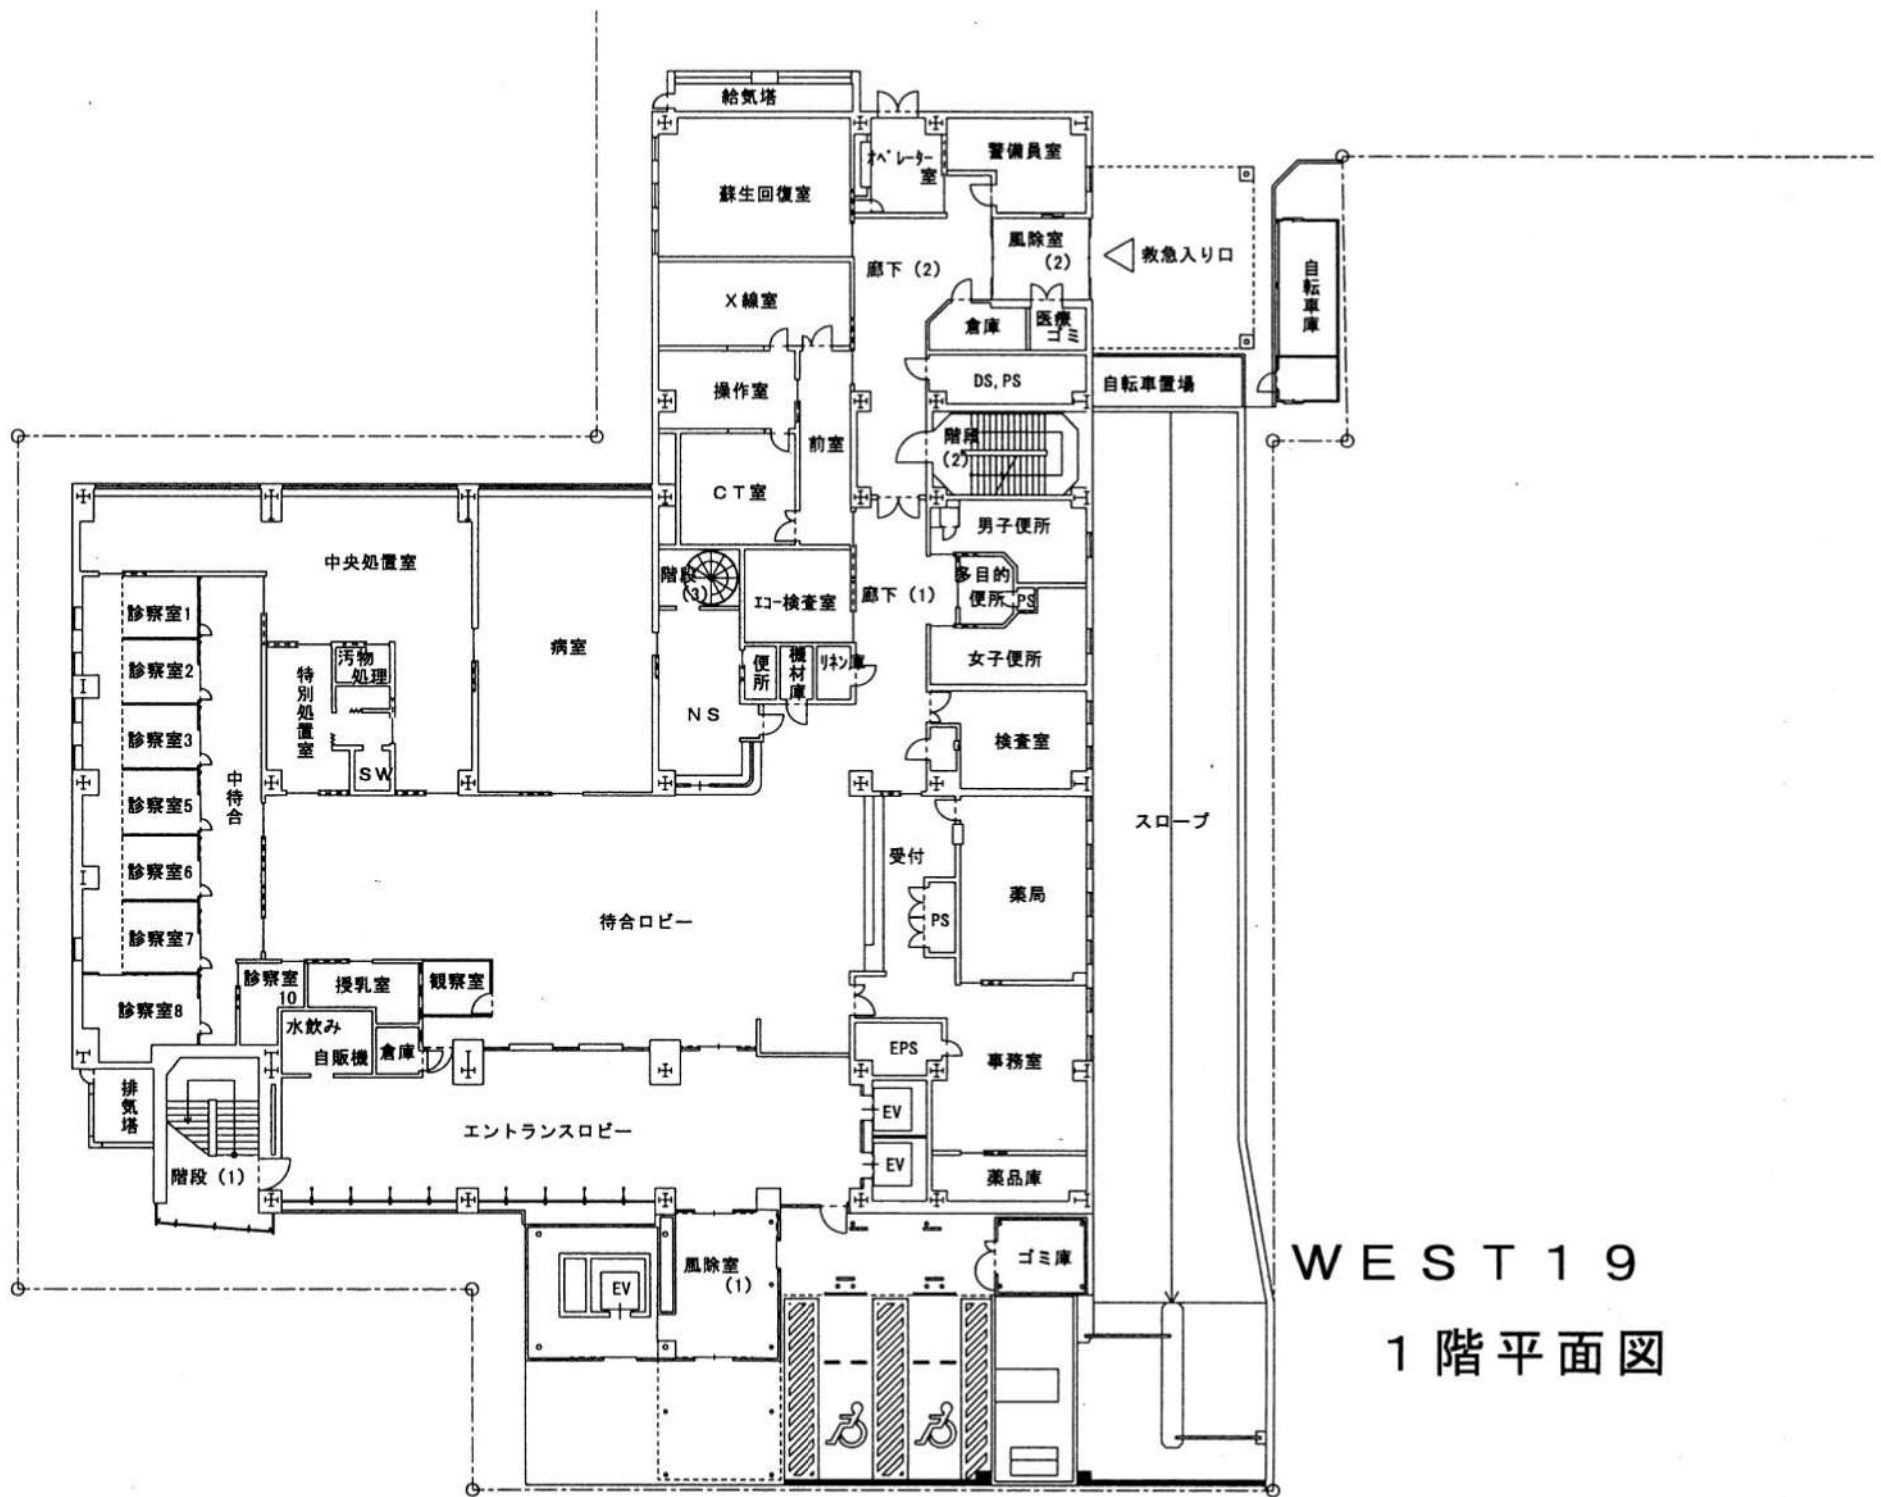 給気塔
オペレーター
室
警備員室
蘇生回復室
風除室
(2)
救急入り口
廊下(2)
自転車庫
X線室
倉庫
医療
ゴミ
操作室
DS,PS
自転車置場
前室
階段
(2)
CT室
男子便所
中央処置室
階段
(3)
エコー検査室
廊下(1)
多目的
便所
PS
診察室1
病室
女子便所
診察室2
汚物
処理
特別処置室
便所
機材庫
リネン庫
NS
診察室3
検査室
SW
中待合
診察室5
スロープ
受付
診察室6
薬局
PS
待合ロビー
診察室7
診察室
10
授乳室
観察室
診察室8
水飲み
自販機
倉庫
EPS
事務室
排気塔
EV
エントランスロビー
EV
階段(1)
薬品庫
風除室
(1)
EV
ゴミ庫
WEST19
1階平面図